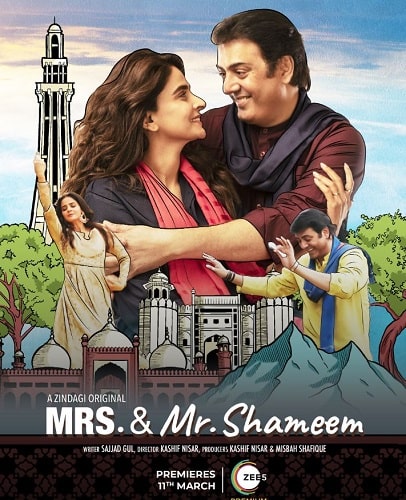 A ZINDAGI ORIGINAL
MRS. & Mr. Shameem
WRITER SAJJAD GUL, DIRECTOR KASHIF NISAR, PRODUCERS KASHIF NISAR & MISBAH SHAFIQUE
PREMIERES
11TH MARCH
ZEE5
PREMIUM